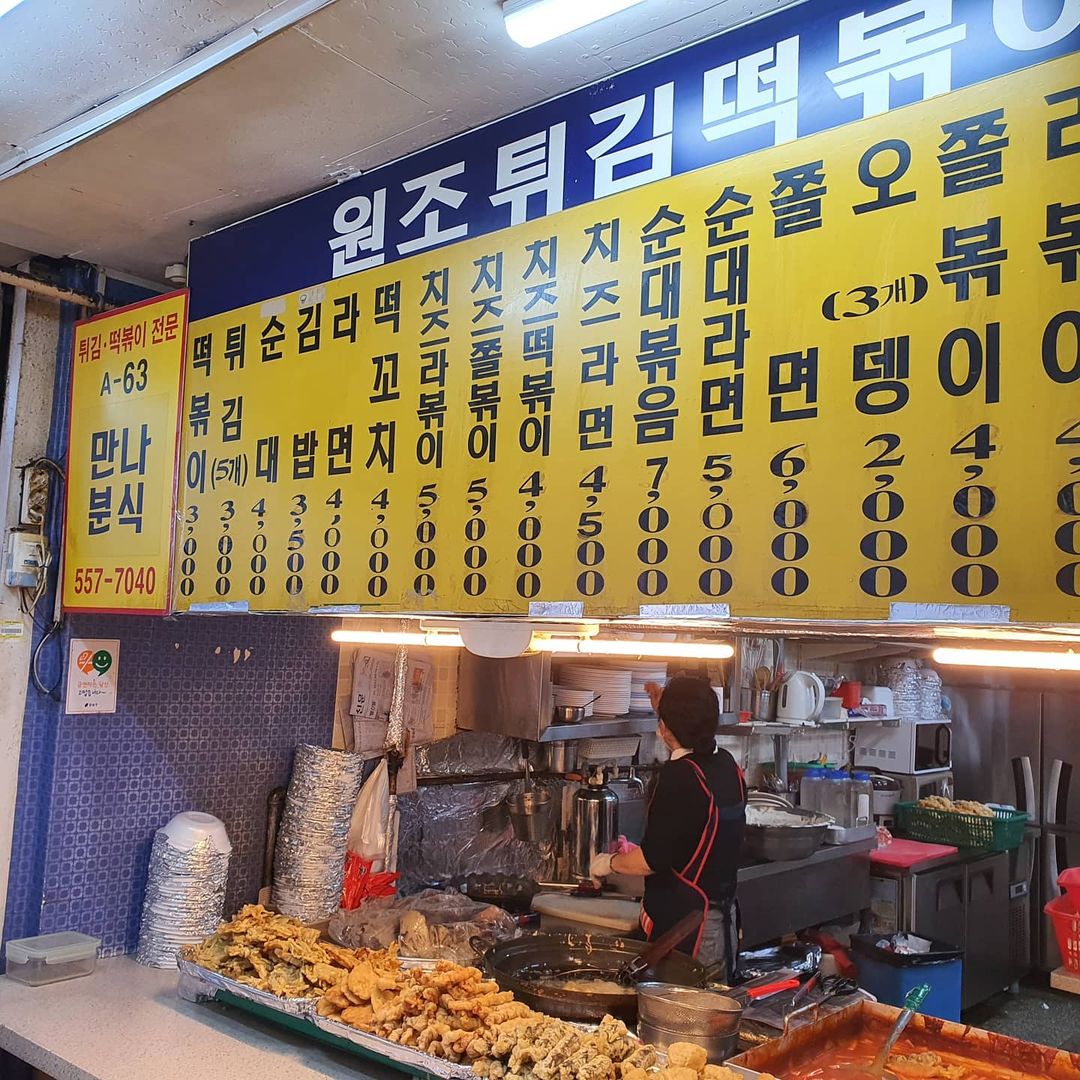 원조튀김떡볶이
튀김·떡볶이 전문
A-63
만나
분식
557-7040
떡볶이 3,000
튀김(5개) 3,000
순대 4,000
김밥 3,500
라면 4,000
떡꼬치 4,000
치즈라볶이 5,000
치즈쫄볶이 5,000
치즈떡볶이 4,000
치즈라면 4,500
순대볶음 7,000
순대라면 5,000
쫄면 6,000
오뎅(3개) 2,000
쫄볶이 4,000
라볶이